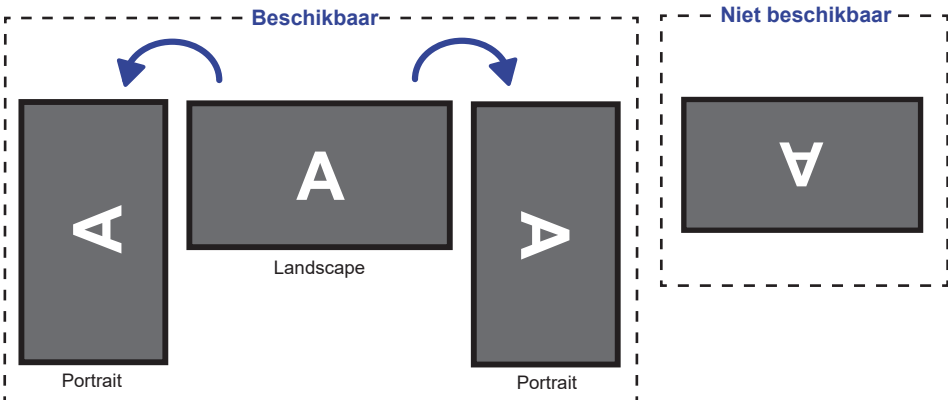 Beschikbaar
Niet beschikbaar
A
A
A
A
Landscape
Portrait
Portrait